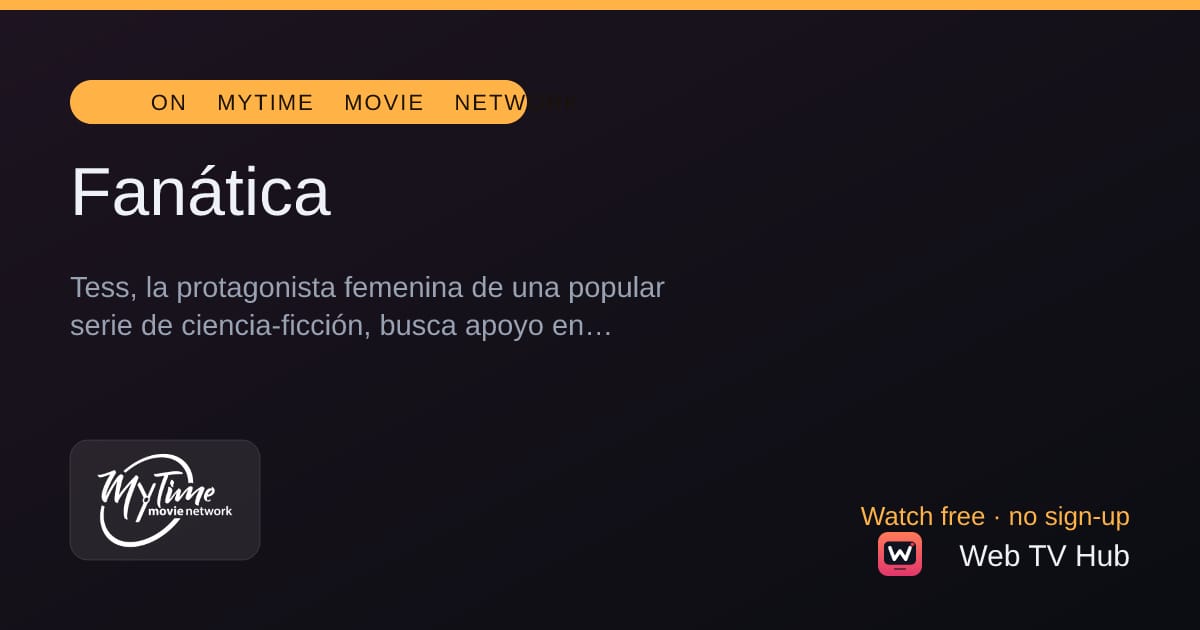 ON MYTIME MOVIE NETWORK
Fanática
Tess, la protagonista femenina de una popular
serie de ciencia-ficción, busca apoyo en…
MyTime
movie network
Watch free · no sign-up
W Web TV Hub